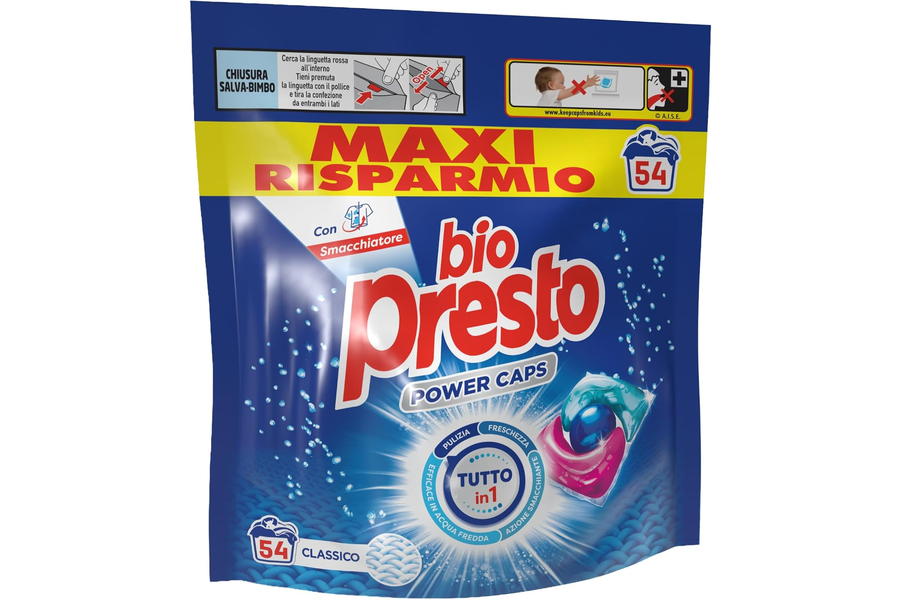 CHIUSURA
SALVA-BIMBO
Cerca la linguetta rossa
all'interno
Tieni premuta
la linguetta con il pollice
e tira la confezione
da entrambi i lati
Open
www.keepcapsfromkids.eu
© A.I.S.E.
MAXI
RISPARMIO
54
Con
Smacchiatore
bio
Presto
POWER CAPS
PULIZIA
FRESCHEZZA
AZIONE SMACCHIANTE
EFFICACE IN ACQUA FREDDA
TUTTO
in1
54
CLASSICO